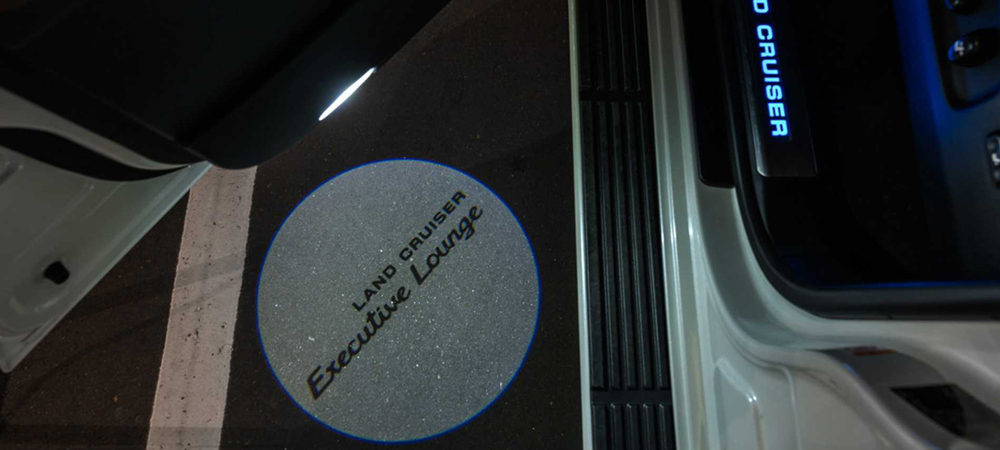 LAND CRUISER
Executive Lounge
D CRUISER